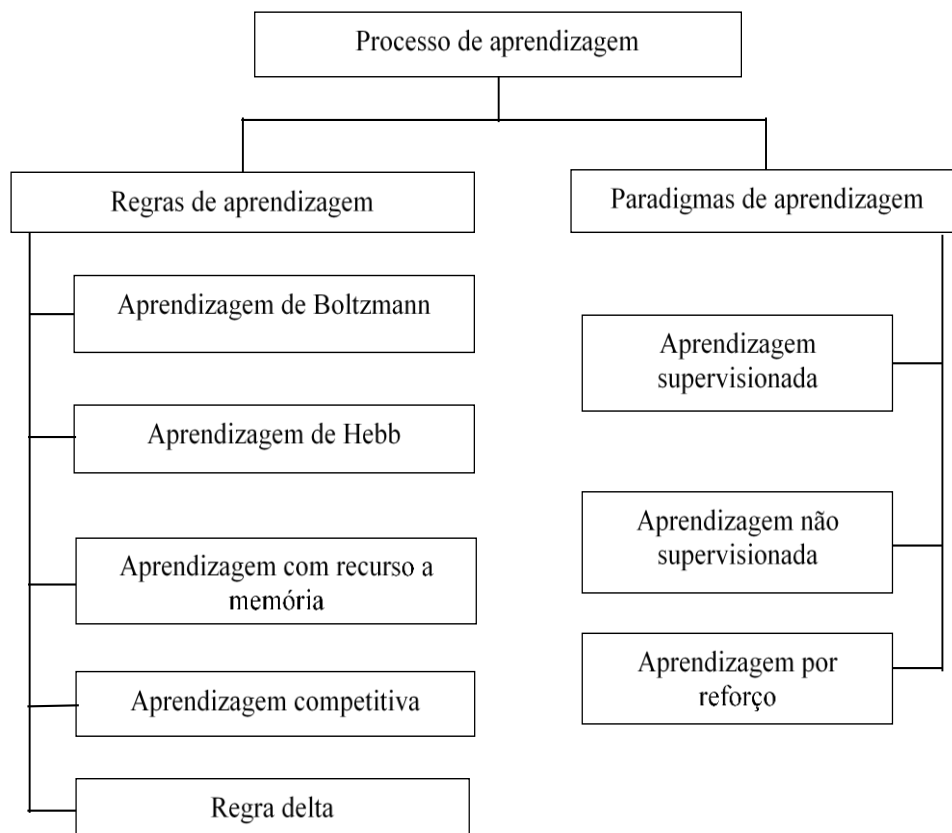 Processo de aprendizagem
Regras de aprendizagem
Paradigmas de aprendizagem
Aprendizagem de Boltzmann
Aprendizagem de Hebb
Aprendizagem com recurso a
memória
Aprendizagem competitiva
Regra delta
Aprendizagem
supervisionada
Aprendizagem não
supervisionada
Aprendizagem por
reforço